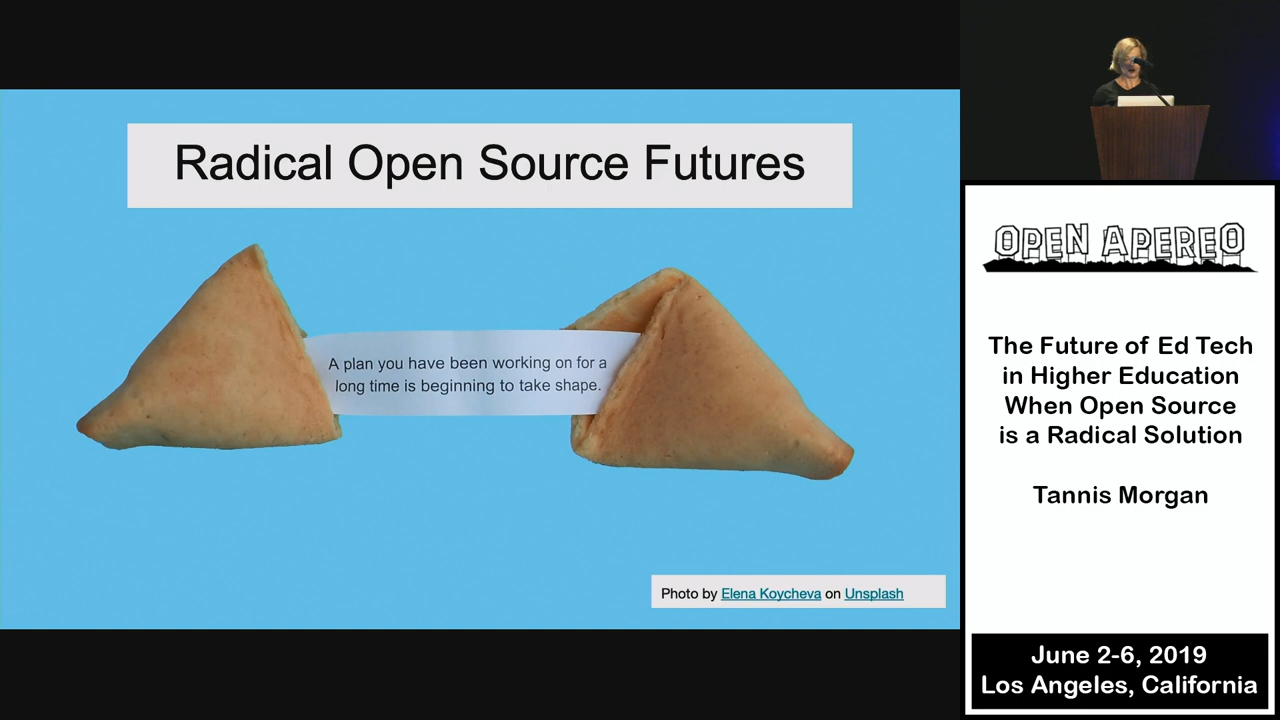 Radical Open Source Futures
A plan you have been working on for a
long time is beginning to take shape.
Photo by Elena Koycheva on Unsplash
OPEN APEREO
The Future of Ed Tech
in Higher Education
When Open Source
is a Radical Solution
Tannis Morgan
June 2-6, 2019
Los Angeles, California